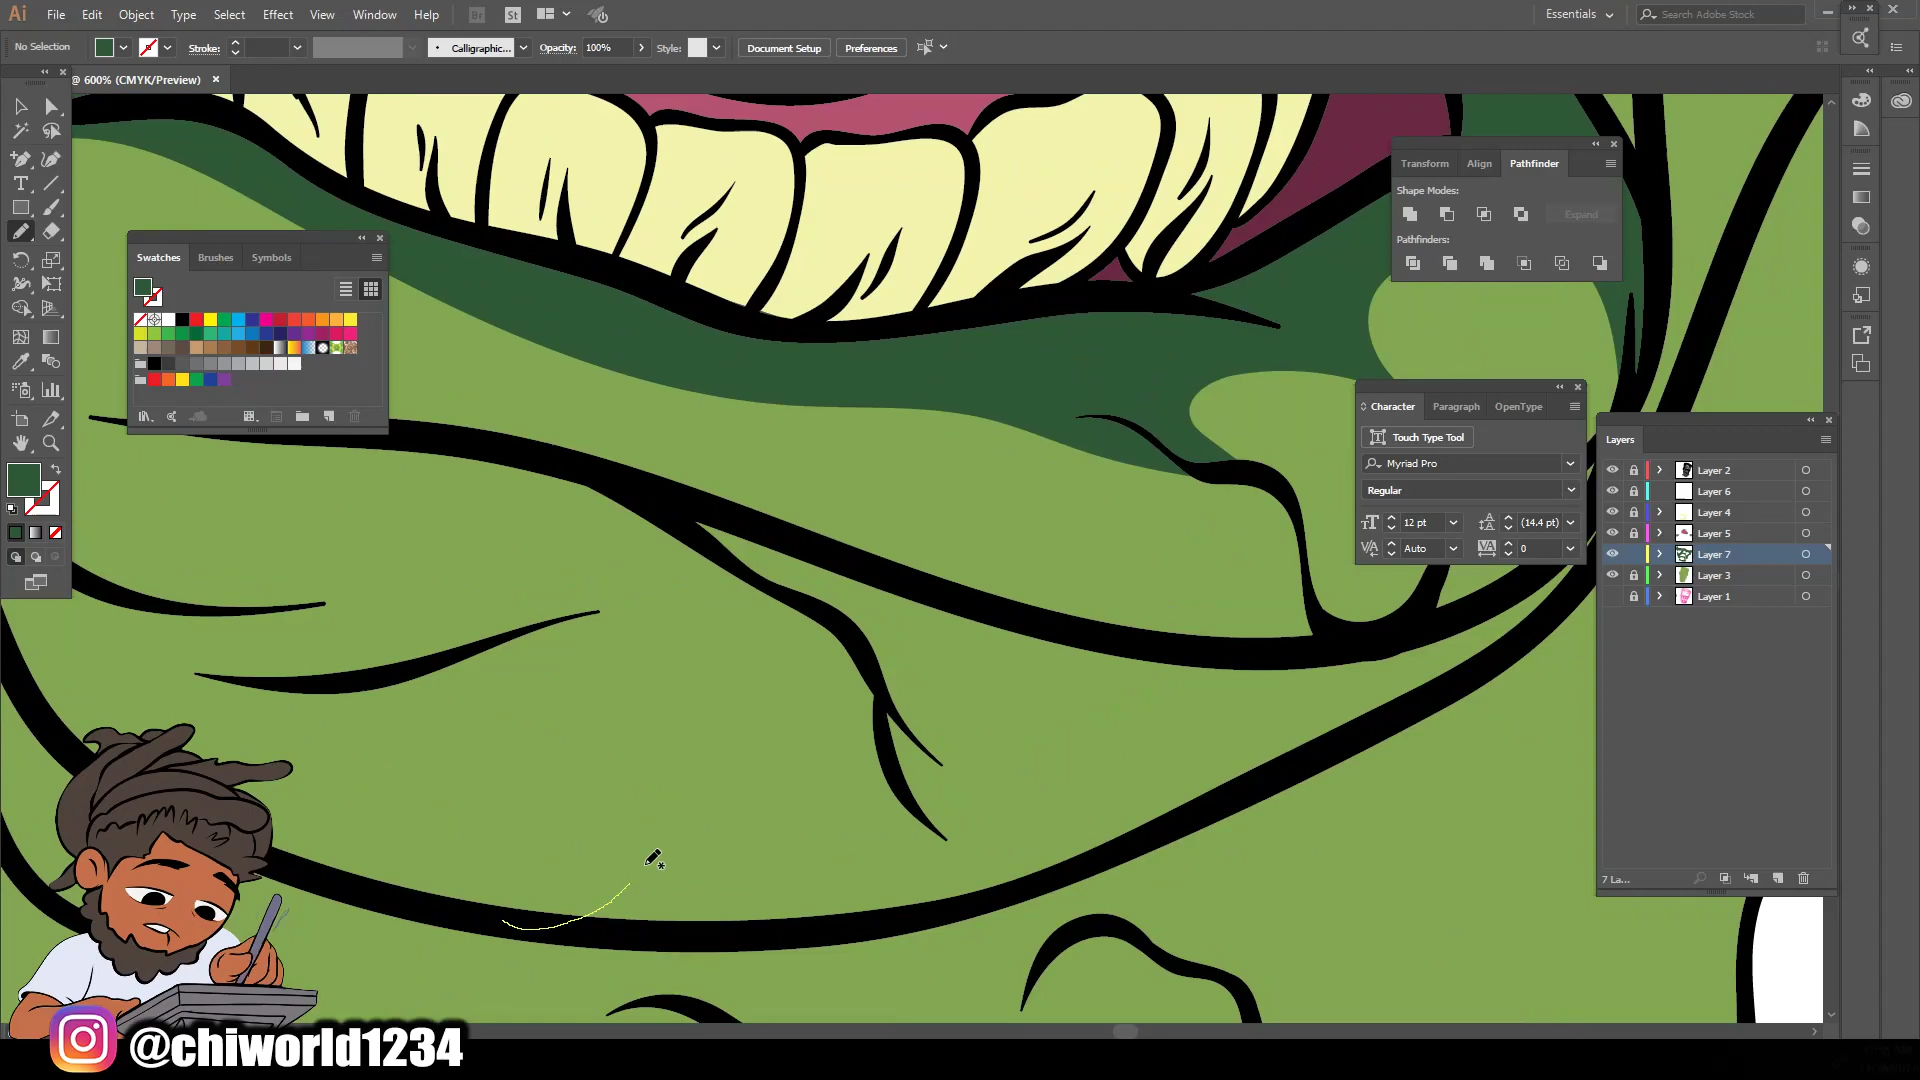 Ai File Edit Object Type Select Effect View Window Help Br St Essentials Search Adobe Stock
No Selection Stroke: Calligraphic... Opacity: 100% Style: Document Setup Preferences
@ 600% (CMYK/Preview)
Transform Align Pathfinder
Shape Modes:
Expand
Pathfinders:
Swatches Brushes Symbols
Character Paragraph OpenType
Touch Type Tool
Myriad Pro
Regular
12 pt (14.4 pt)
Auto 0
Layers
Layer 2
Layer 6
Layer 4
Layer 5
Layer 7
Layer 3
Layer 1
7 La...
@chiworld1234